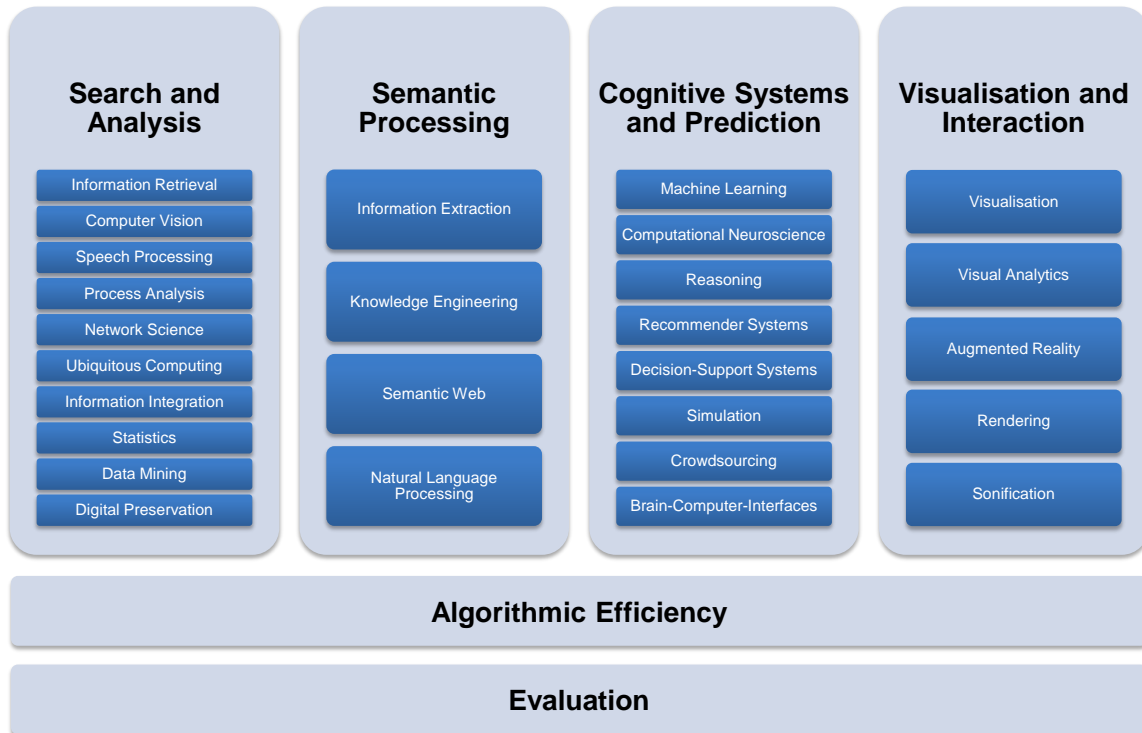 Search and
Analysis
Information Retrieval
Computer Vision
Speech Processing
Process Analysis
Network Science
Ubiquitous Computing
Information Integration
Statistics
Data Mining
Digital Preservation
Semantic
Processing
Information Extraction
Knowledge Engineering
Semantic Web
Natural Language
Processing
Cognitive Systems
and Prediction
Machine Learning
Computational Neuroscience
Reasoning
Recommender Systems
Decision-Support Systems
Simulation
Crowdsourcing
Brain-Computer-Interfaces
Visualisation and
Interaction
Visualisation
Visual Analytics
Augmented Reality
Rendering
Sonification
Algorithmic Efficiency
Evaluation